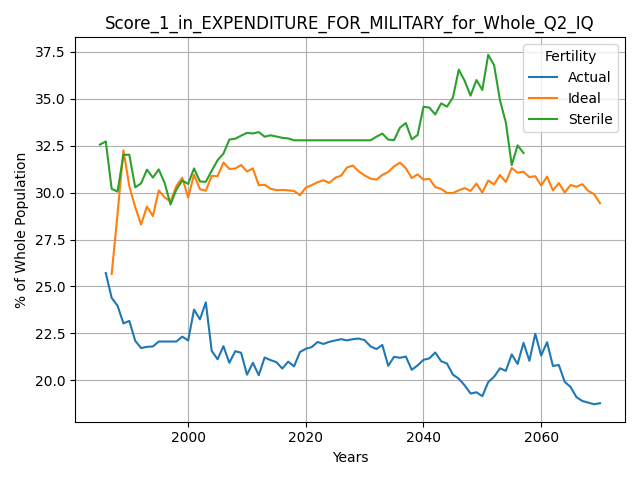 Score_1_in_EXPENDITURE_FOR_MILITARY_for_Whole_Q2_IQ
% of Whole Population
37.5
35.0
32.5
30.0
27.5
25.0
22.5
20.0
Fertility
Actual
Ideal
Sterile
2000
2020
2040
2060
Years